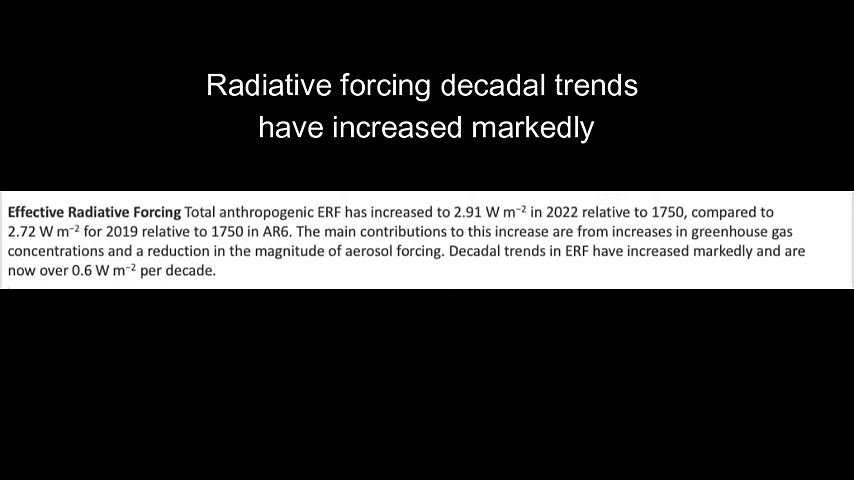 Radiative forcing decadal trends
have increased markedly
Effective Radiative Forcing Total anthropogenic ERF has increased to 2.91 W m⁻² in 2022 relative to 1750, compared to
2.72 W m⁻² for 2019 relative to 1750 in AR6. The main contributions to this increase are from increases in greenhouse gas
concentrations and a reduction in the magnitude of aerosol forcing. Decadal trends in ERF have increased markedly and are
now over 0.6 W m⁻² per decade.